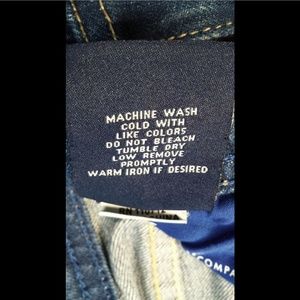 MACHINE WASH
COLD WITH
LIKE COLORS
DO NOT BLEACH
TUMBLE DRY
LOW REMOVE
PROMPTLY
WARM IRON IF DESIRED